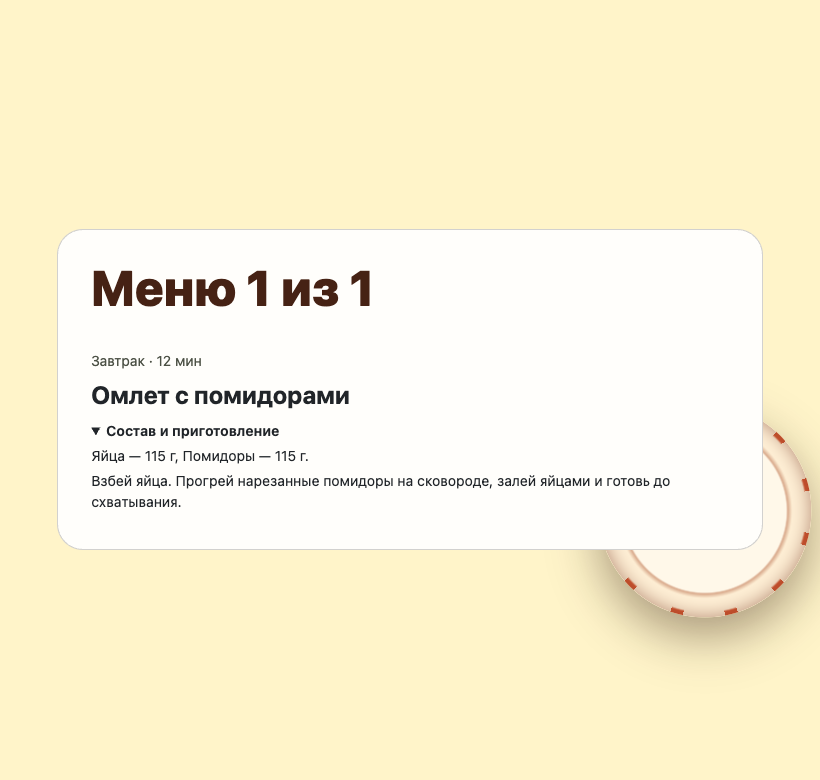 Меню 1 из 1
Завтрак · 12 мин
Омлет с помидорами
▼ Состав и приготовление
Яйца — 115 г, Помидоры — 115 г.
Взбей яйца. Прогрей нарезанные помидоры на сковороде, залей яйцами и готовь до
схватывания.